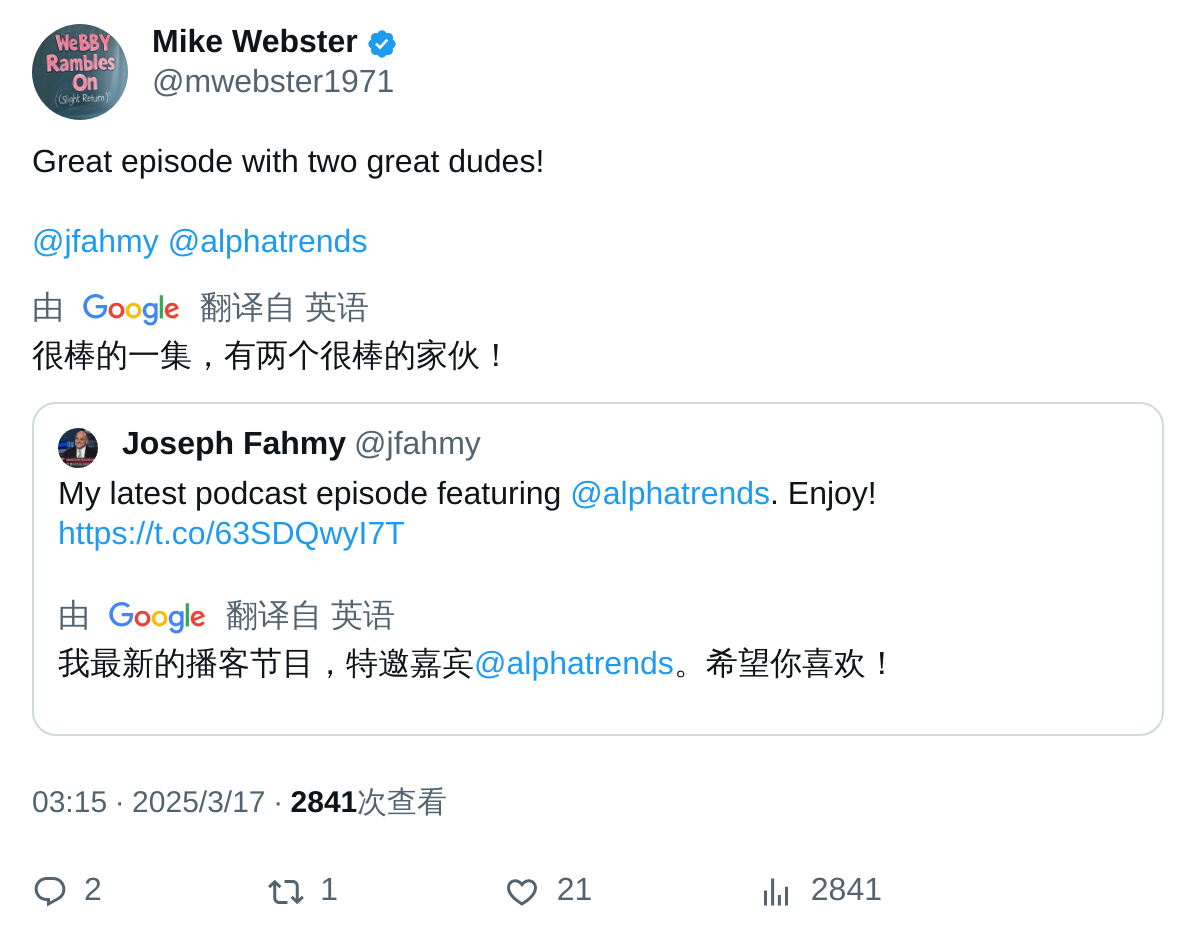 WeBBY
Rambles
On
((Slight Return))
Mike Webster
@mwebster1971
Great episode with two great dudes!
@jfahmy @alphatrends
由 Google 翻译自 英语
很棒的一集，有两个很棒的家伙！
Joseph Fahmy @jfahmy
My latest podcast episode featuring @alphatrends. Enjoy!
https://t.co/63SDQwyI7T
由 Google 翻译自 英语
我最新的播客节目，特邀嘉宾@alphatrends。希望你喜欢！
03:15 · 2025/3/17 · 2841次查看
2 1 21 2841